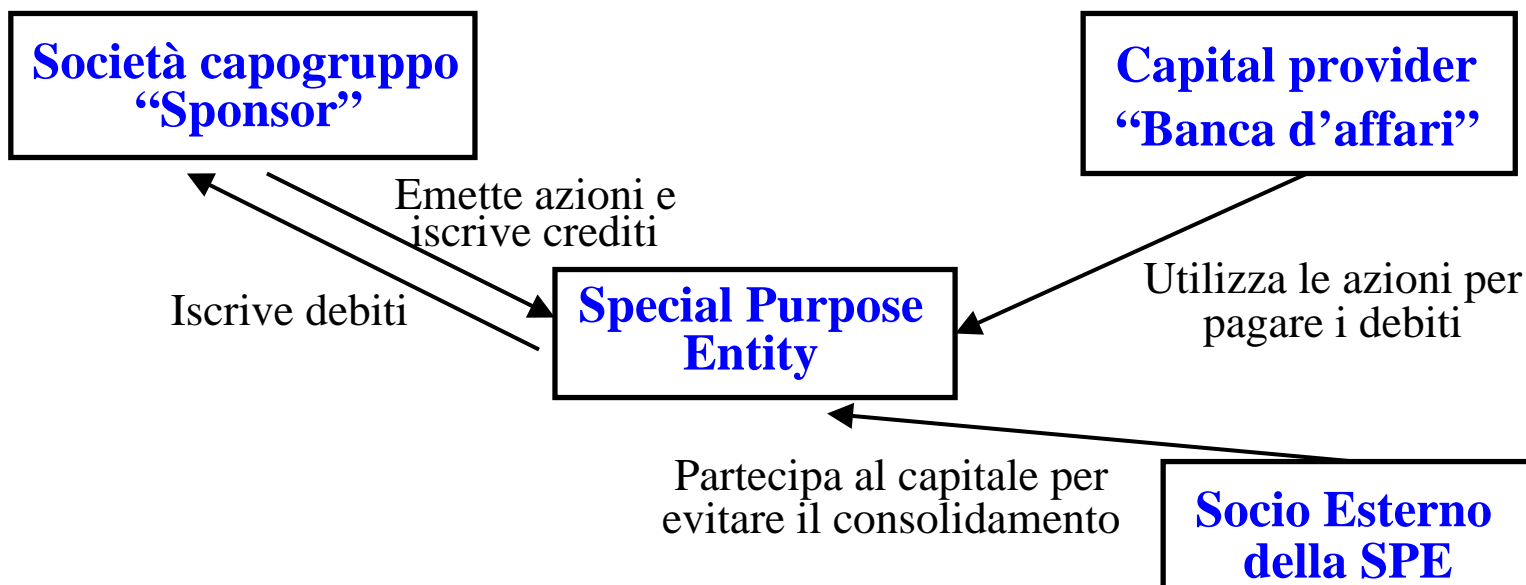 Società capogruppo
“Sponsor”
Capital provider
“Banca d’affari”
Emette azioni e
iscrive crediti
Iscrive debiti
Special Purpose
Entity
Utilizza le azioni per
pagare i debiti
Partecipa al capitale per
evitare il consolidamento
Socio Esterno
della SPE